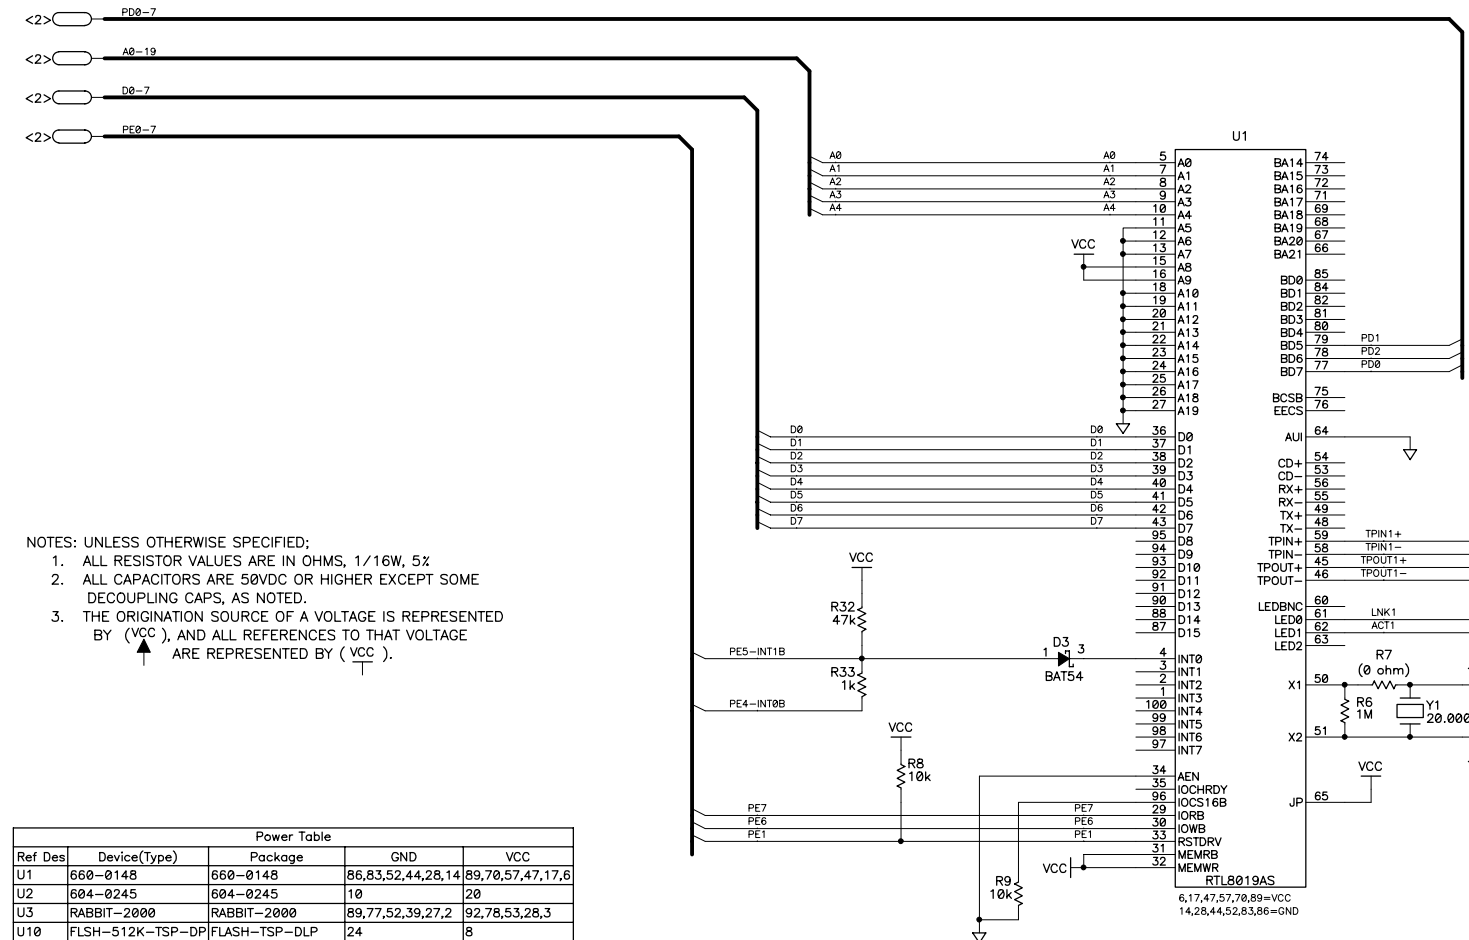 <2> PD0-7
<2> A0-19
<2> D0-7
<2> PE0-7
U1
A0 A0 5 A0 BA14 74
A1 A1 7 A1 BA15 73
A2 A2 8 A2 BA16 72
A3 A3 9 A3 BA17 71
A4 A4 10 A4 BA18 69
11 A5 BA19 68
12 A6 BA20 67
13 A7 BA21 66
VCC
15 A8
16 A9 BD0 85
18 A10 BD1 84
19 A11 BD2 82
20 A12 BD3 81
21 A13 BD4 80
22 A14 BD5 79 PD1
23 A15 BD6 78 PD2
24 A16 BD7 77 PD0
25 A17
26 A18 BCSB 75
27 A19 EECS 76
D0 D0 36 D0 AUI 64
D1 D1 37 D1
D2 D2 38 D2 CD+ 54
D3 D3 39 D3 CD- 53
D4 D4 40 D4 RX+ 56
D5 D5 41 D5 RX- 55
D6 D6 42 D6 TX+ 49
D7 D7 43 D7 TX- 48
95 D8 TPIN+ 59 TPIN1+
94 D9 TPIN- 58 TPIN1-
93 D10 TPOUT+ 45 TPOUT1+
92 D11 TPOUT- 46 TPOUT1-
91 D12
90 D13 LEDBNC 60
88 D14 LED0 61 LNK1
87 D15 LED1 62 ACT1
LED2 63
NOTES: UNLESS OTHERWISE SPECIFIED;
1. ALL RESISTOR VALUES ARE IN OHMS, 1/16W, 5%
2. ALL CAPACITORS ARE 50VDC OR HIGHER EXCEPT SOME
DECOUPLING CAPS, AS NOTED.
3. THE ORIGINATION SOURCE OF A VOLTAGE IS REPRESENTED
BY (VCC), AND ALL REFERENCES TO THAT VOLTAGE
ARE REPRESENTED BY (VCC).
VCC
R32
47k
PE5-INT1B
D3
1 3
BAT54
R33
1k
PE4-INT0B
4 INT0
3 INT1
2 INT2
1 INT3
100 INT4
99 INT5
98 INT6
97 INT7
R7
(0 ohm)
X1 50
R6
1M
Y1
20.000
X2 51
VCC
R8
10k
VCC
34 AEN
35 IOCHRDY
96 IOCS16B JP 65
PE7 PE7 29 IORB
PE6 PE6 30 IOWB
PE1 PE1 33 RSTDRV
31 MEMRB
VCC 32 MEMWR
R9
10k
RTL8019AS
6,17,47,57,70,89=VCC
14,28,44,52,83,86=GND
Power Table
Ref Des Device(Type) Package GND VCC
U1 660-0148 660-0148 86,83,52,44,28,14 89,70,57,47,17,6
U2 604-0245 604-0245 10 20
U3 RABBIT-2000 RABBIT-2000 89,77,52,39,27,2 92,78,53,28,3
U10 FLSH-512K-TSP-DP FLASH-TSP-DLP 24 8